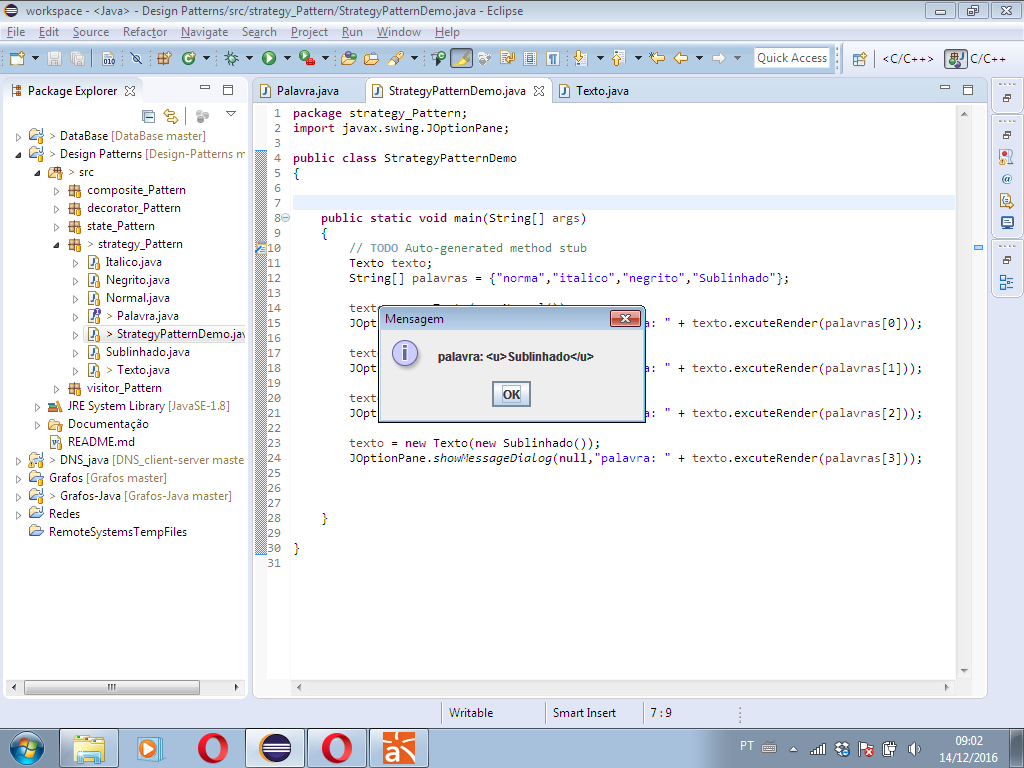 workspace - <Java> - Design Patterns/src/strategy_Pattern/StrategyPatternDemo.java - Eclipse
File Edit Source Refactor Navigate Search Project Run Window Help
Quick Access <C/C++> C/C++
Package Explorer
Palavra.java StrategyPatternDemo.java Texto.java
> DataBase [DataBase master]
> Design Patterns [Design-Patterns m
> src
composite_Pattern
decorator_Pattern
state_Pattern
> strategy_Pattern
Italico.java
Negrito.java
Normal.java
> Palavra.java
> StrategyPatternDemo.jav
Sublinhado.java
> Texto.java
visitor_Pattern
JRE System Library [JavaSE-1.8]
Documentação
README.md
> DNS_java [DNS_client-server maste
Grafos [Grafos master]
> Grafos-Java [Grafos-Java master]
Redes
RemoteSystemsTempFiles
1 package strategy_Pattern;
2 import javax.swing.JOptionPane;
3
4 public class StrategyPatternDemo
5 {
6
7
8 public static void main(String[] args)
9 {
10 // TODO Auto-generated method stub
11 Texto texto;
12 String[] palavras = {"norma","italico","negrito","Sublinhado"};
13
14 text
15 JOpt a: " + texto.excuteRender(palavras[0]));
16
17 text
18 JOpt a: " + texto.excuteRender(palavras[1]));
19
20 text
21 JOpt a: " + texto.excuteRender(palavras[2]));
22
23 texto = new Texto(new Sublinhado());
24 JOptionPane.showMessageDialog(null,"palavra: " + texto.excuteRender(palavras[3]));
25
26
27
28 }
29
30 }
31
Mensagem
palavra: <u>Sublinhado</u>
OK
Writable Smart Insert 7 : 9
PT
09:02
14/12/2016